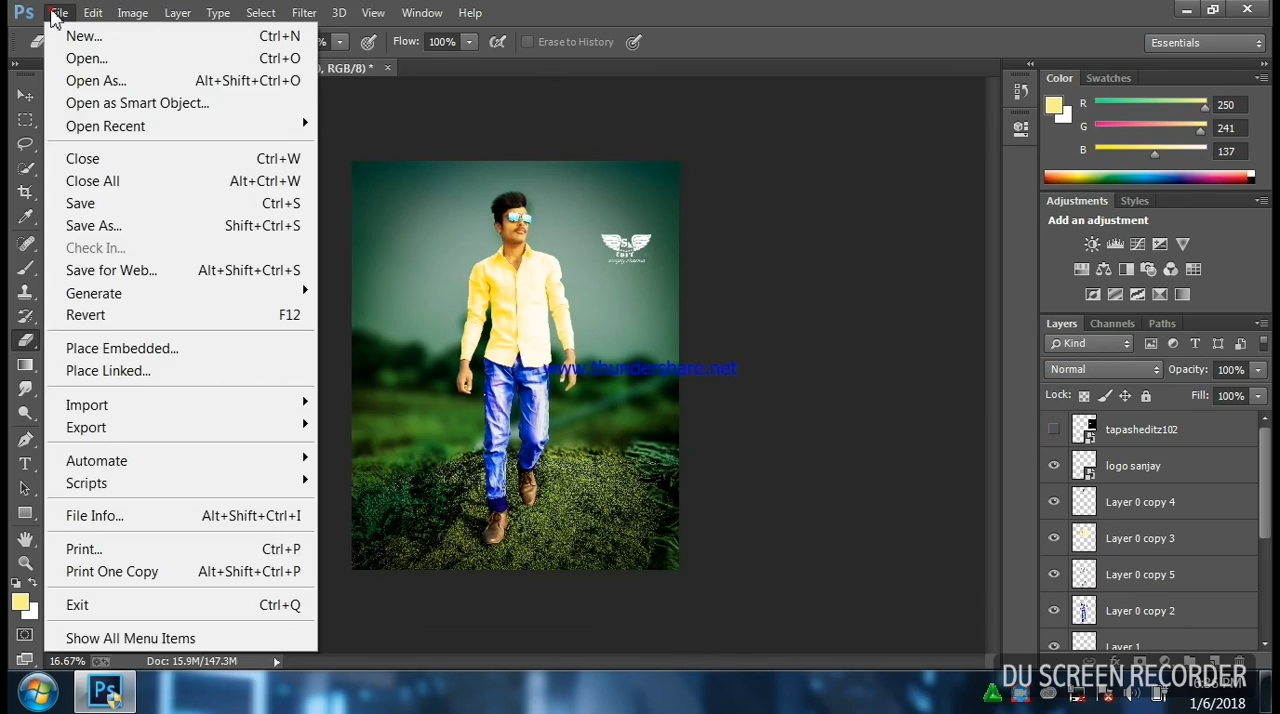 Ps File Edit Image Layer Type Select Filter 3D View Window Help
% Flow: 100% Erase to History Essentials
0, RGB/8) * ×
New... Ctrl+N
Open... Ctrl+O
Open As... Alt+Shift+Ctrl+O
Open as Smart Object...
Open Recent
Close Ctrl+W
Close All Alt+Ctrl+W
Save Ctrl+S
Save As... Shift+Ctrl+S
Check In...
Save for Web... Alt+Shift+Ctrl+S
Generate
Revert F12
Place Embedded...
Place Linked...
Import
Export
Automate
Scripts
File Info... Alt+Shift+Ctrl+I
Print... Ctrl+P
Print One Copy Alt+Shift+Ctrl+P
Exit Ctrl+Q
Show All Menu Items
16.67% Doc: 15.9M/147.3M
www.thundershare.net
Color Swatches
R 250
G 241
B 137
Adjustments Styles
Add an adjustment
Layers Channels Paths
Kind
Normal Opacity: 100%
Lock: Fill: 100%
tapasheditz102
logo sanjay
Layer 0 copy 4
Layer 0 copy 3
Layer 0 copy 5
Layer 0 copy 2
Layer 1
DU SCREEN RECORDER
Ps
1/6/2018